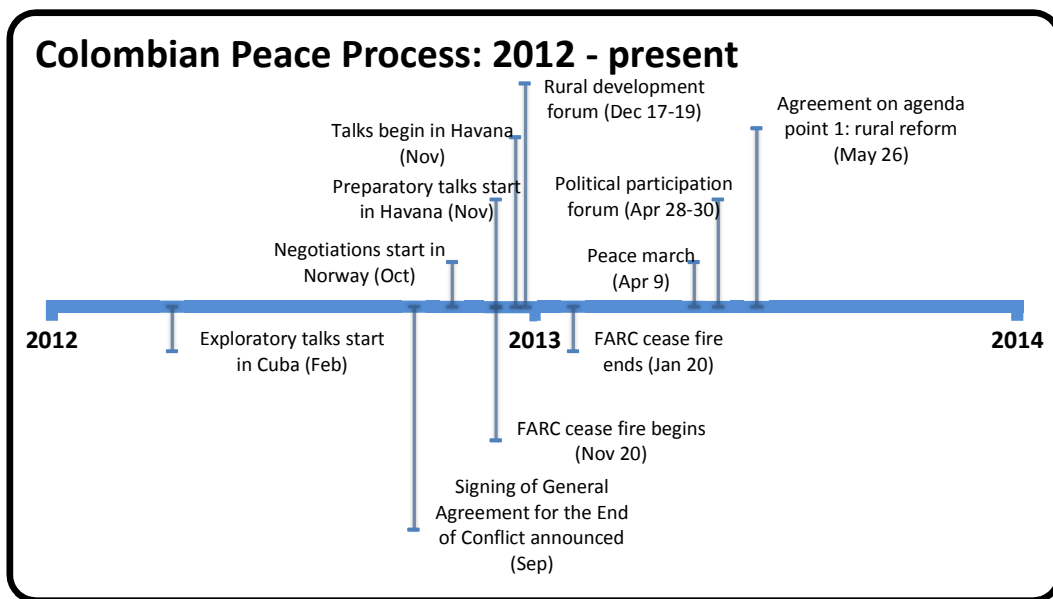 Colombian Peace Process: 2012 - present
Rural development
forum (Dec 17-19)
Agreement on agenda
point 1: rural reform
(May 26)
Talks begin in Havana
(Nov)
Preparatory talks start
in Havana (Nov)
Political participation
forum (Apr 28-30)
Negotiations start in
Norway (Oct)
Peace march
(Apr 9)
2012
2013
2014
Exploratory talks start
in Cuba (Feb)
FARC cease fire
ends (Jan 20)
FARC cease fire begins
(Nov 20)
Signing of General
Agreement for the End
of Conflict announced
(Sep)